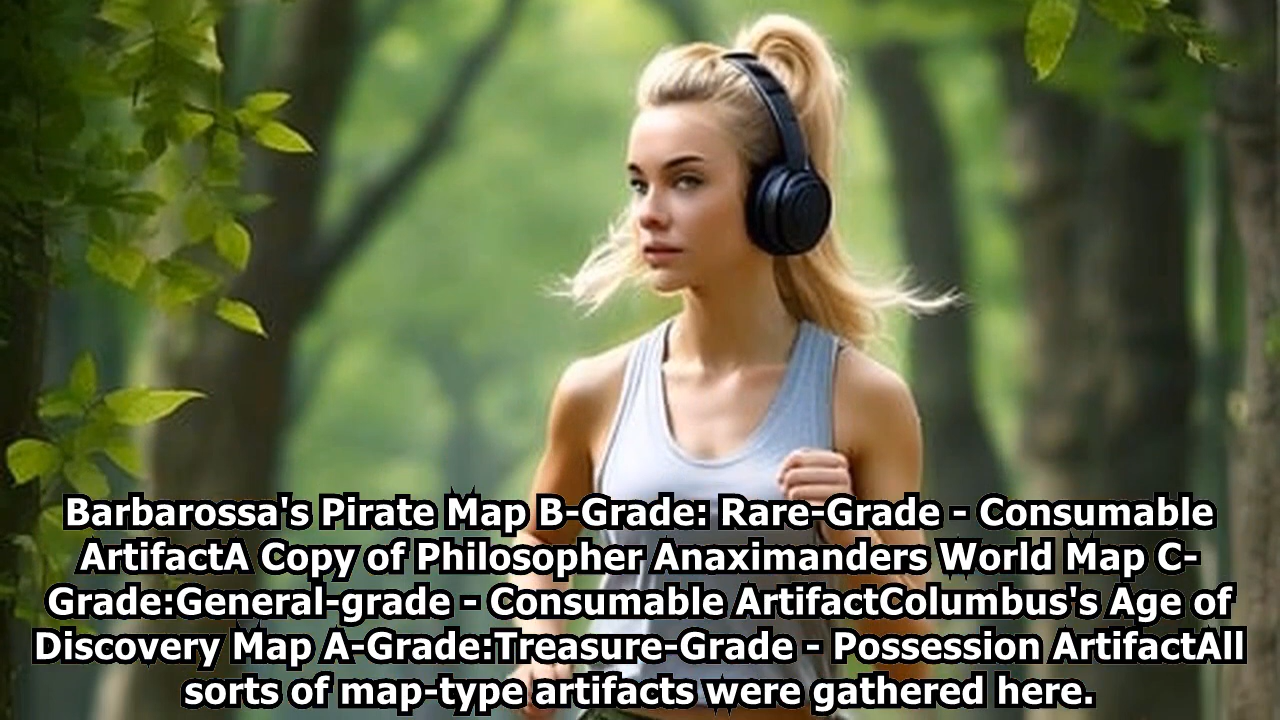 Barbarossa's Pirate Map B-Grade: Rare-Grade - Consumable
ArtifactA Copy of Philosopher Anaximanders World Map C-
Grade:General-grade - Consumable ArtifactColumbus's Age of
Discovery Map A-Grade:Treasure-Grade - Possession ArtifactAll
sorts of map-type artifacts were gathered here.